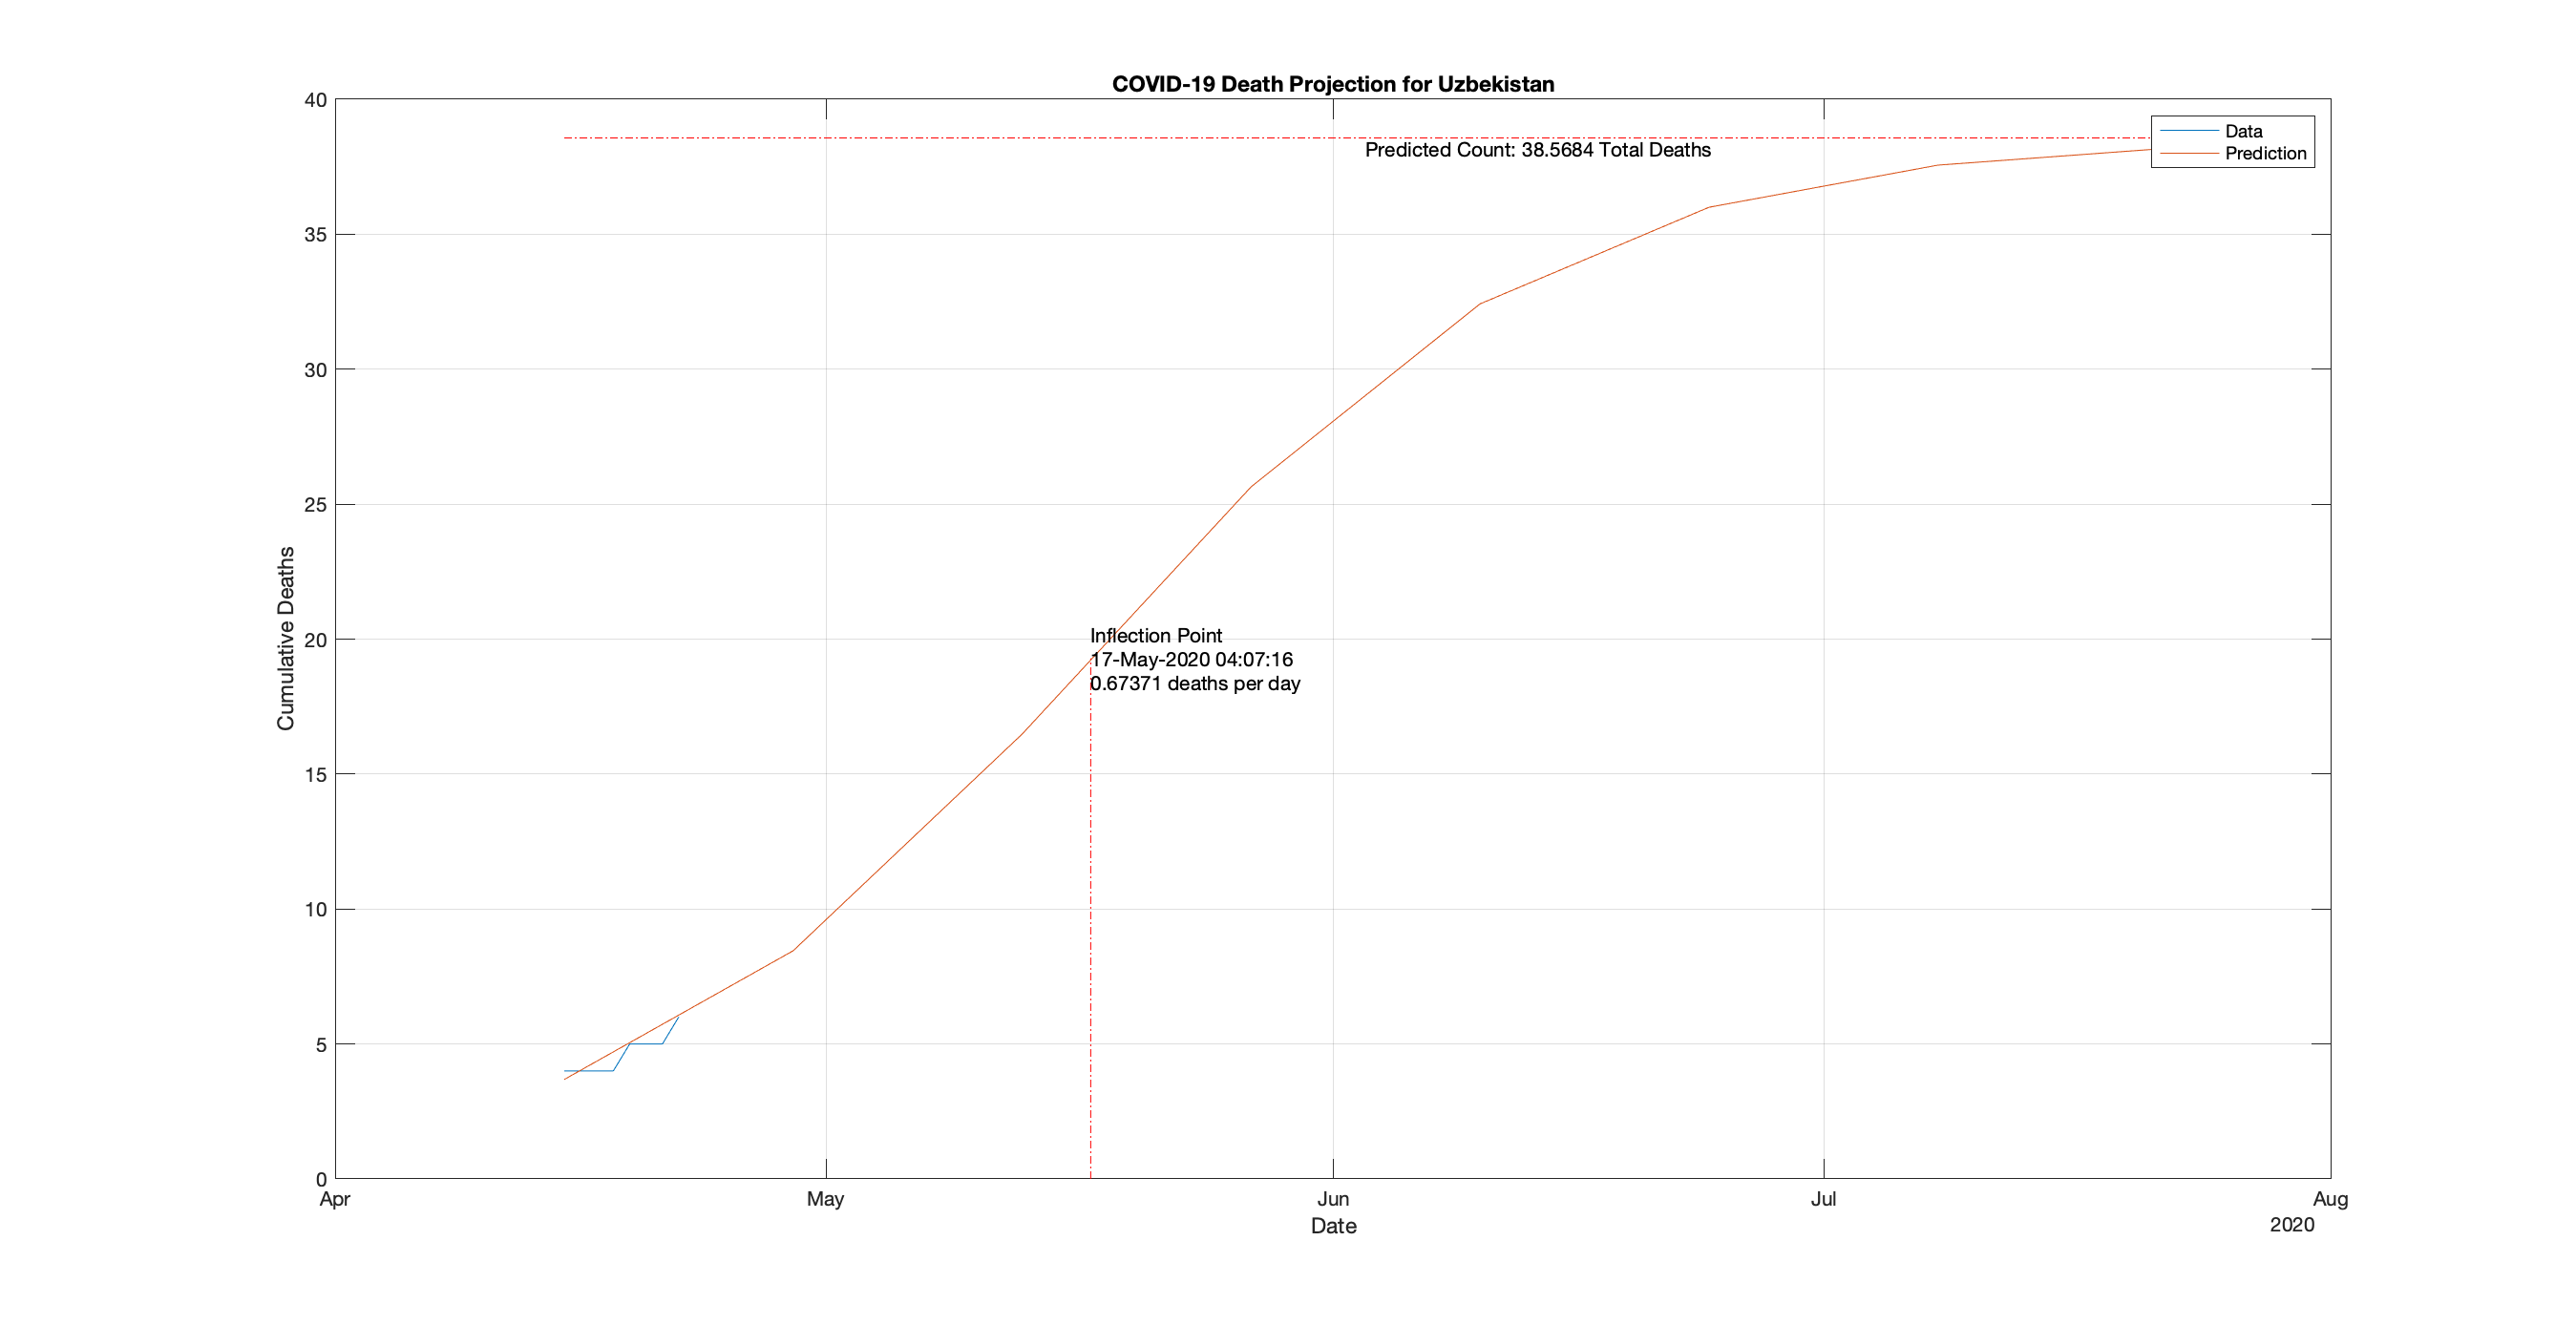 COVID-19 Death Projection for Uzbekistan
40
35
30
25
20
15
10
5
0
Cumulative Deaths
Predicted Count: 38.5684 Total Deaths
Data
Prediction
Inflection Point
17-May-2020 04:07:16
0.67371 deaths per day
Apr May Jun Jul Aug
Date
2020